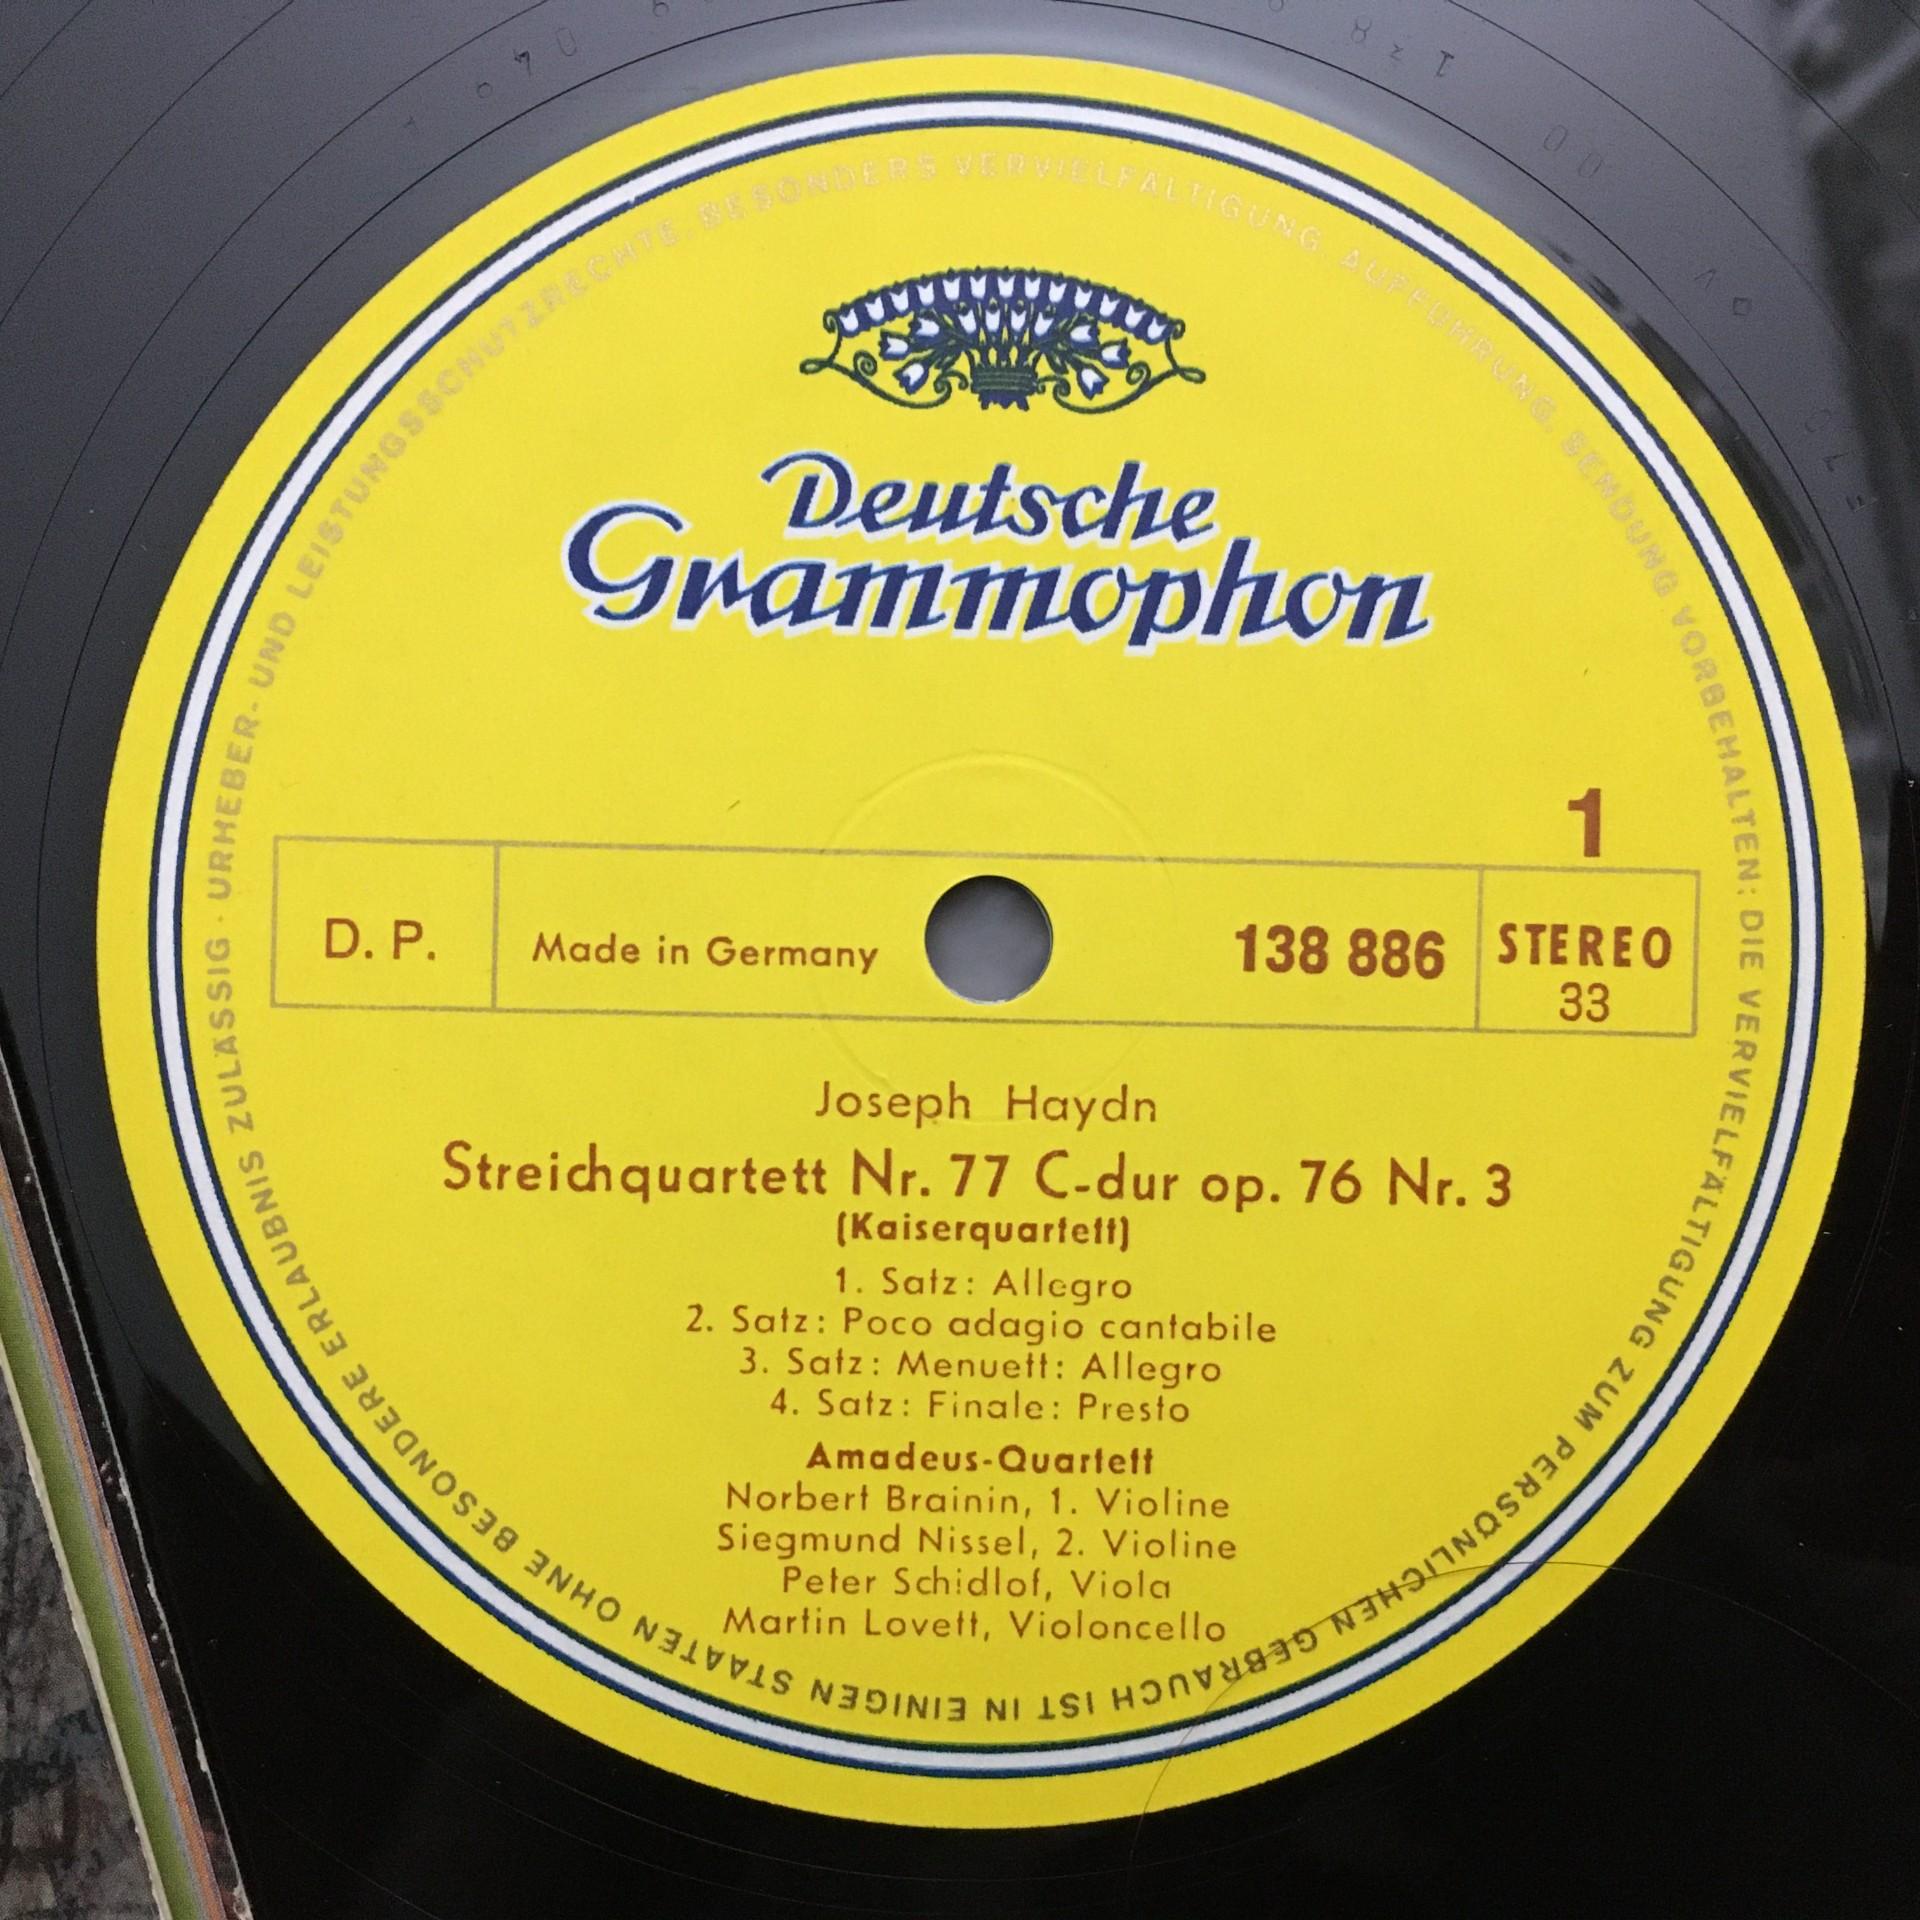 Deutsche
Grammophon
1
D. P.
Made in Germany
138 886
STEREO
33
Joseph Haydn
Streichquartett Nr. 77 C-dur op. 76 Nr. 3
(Kaiserquartett)
1. Satz: Allegro
2. Satz: Poco adagio cantabile
3. Satz: Menuett: Allegro
4. Satz: Finale: Presto
Amadeus-Quartett
Norbert Brainin, 1. Violine
Siegmund Nissel, 2. Violine
Peter Schidlof, Viola
Martin Lovett, Violoncello
URHEBER- UND LEISTUNGSSCHUTZRECHTE, BESONDERS VERVIELFÄLTIGUNG, AUFFÜHRUNG, SENDUNG VORBEHALTEN: DIE VERVIELFÄLTIGUNG ZUM PERSÖNLICHEN GEBRAUCH IST IN EINIGEN STAATEN OHNE BESONDERE ERLAUBNIS ZULÄSSIG ·